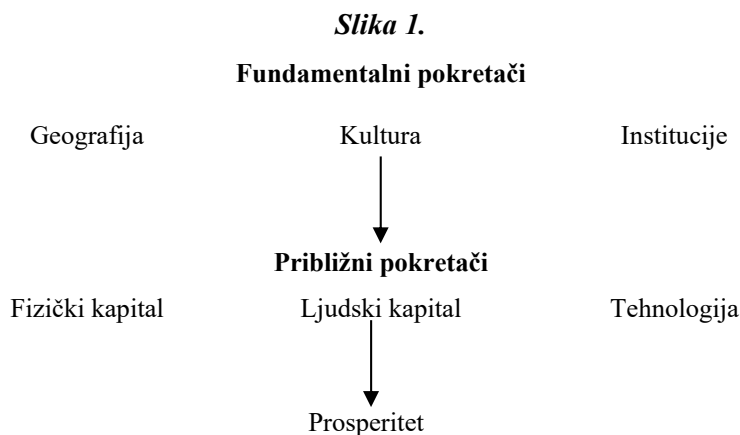 Slika 1.
Fundamentalni pokretači
Geografija Kultura Institucije
Približni pokretači
Fizički kapital Ljudski kapital Tehnologija
Prosperitet